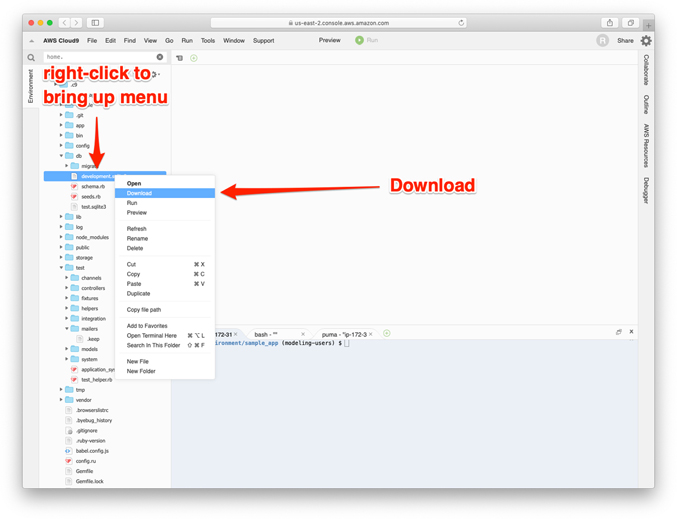 us-east-2.console.aws.amazon.com
AWS Cloud9 File Edit Find View Go Run Tools Window Support Preview Run R Share
home.
right-click to
bring up menu
Environment
.c9
.git
app
bin
config
db
migrat
development
schema.rb
seeds.rb
test.sqlite3
lib
log
node_modules
public
storage
test
channels
controllers
fixtures
helpers
integration
mailers
.keep
models
system
application_sy
test_helper.rb
tmp
vendor
.browserslistrc
.byebug_history
.gitignore
.ruby-version
babel.config.js
config.ru
Gemfile
Gemfile.lock
Open
Download
Run
Preview
Refresh
Rename
Delete
Cut ⌘ X
Copy ⌘ C
Paste ⌘ V
Duplicate
Copy file path
Add to Favorites
Open Terminal Here ⌘ ⌥ L
Search In This Folder ⇧ ⌘ F
New File
New Folder
Download
172-31 bash - "" puma - "ip-172-3
ironment/sample_app (modeling-users) $
Collaborate
Outline
AWS Resources
Debugger